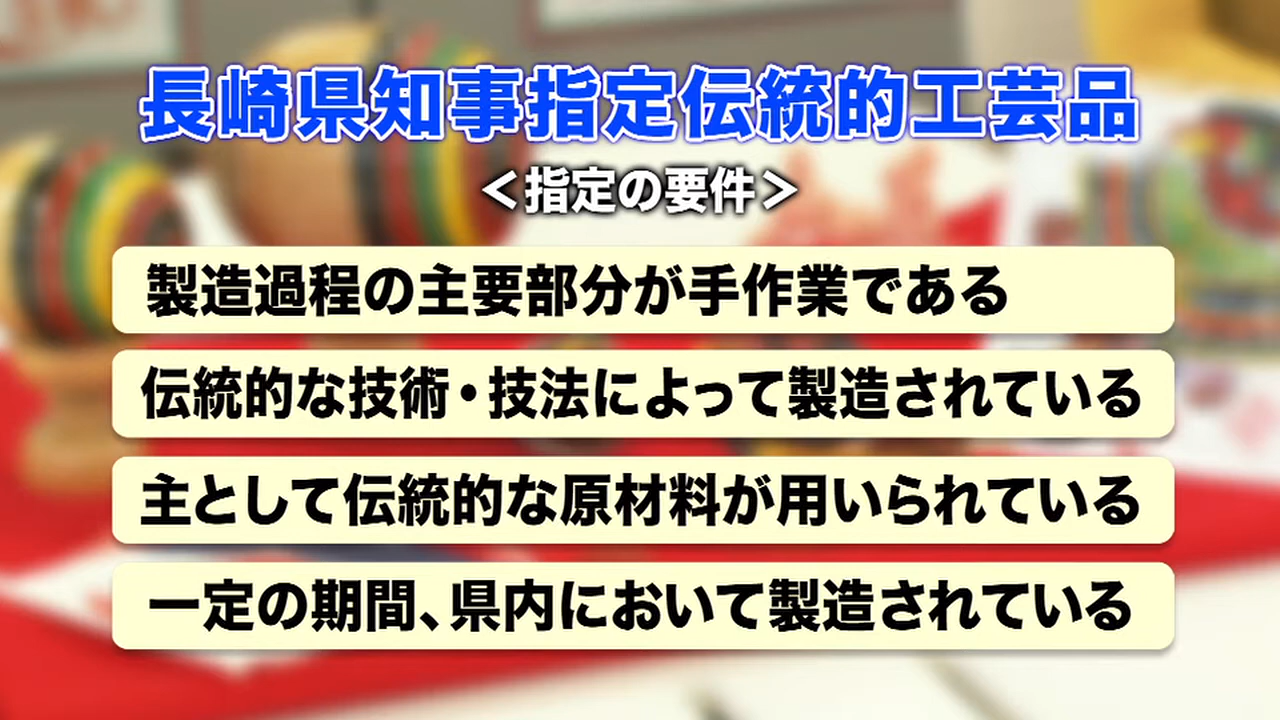 長崎県知事指定伝統的工芸品
＜指定の要件＞
製造過程の主要部分が手作業である
伝統的な技術・技法によって製造されている
主として伝統的な原材料が用いられている
一定の期間、県内において製造されている